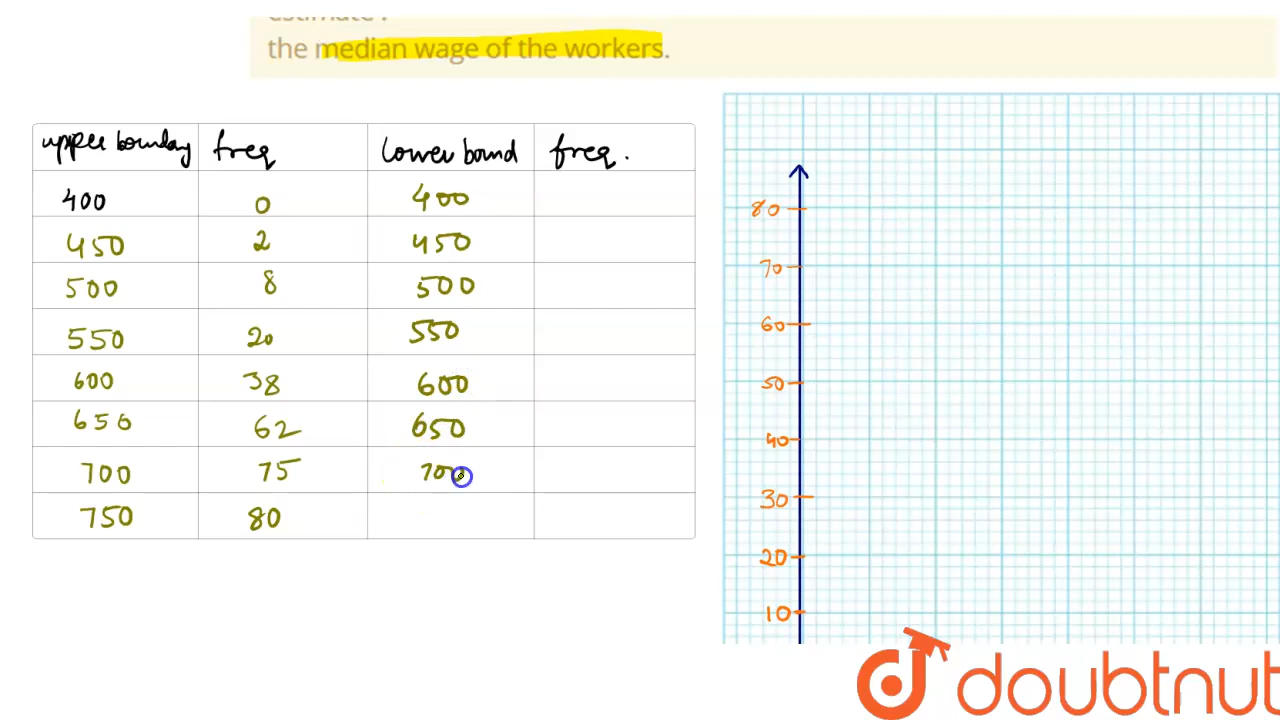 estimate :
the median wage of the workers.
upper bounday freq lower bound freq.
400 0 400
450 2 450
500 8 500
550 20 550
600 38 600
650 62 650
700 75 700
750 80
80
70
60
50
40
30
20
10
doubtnut